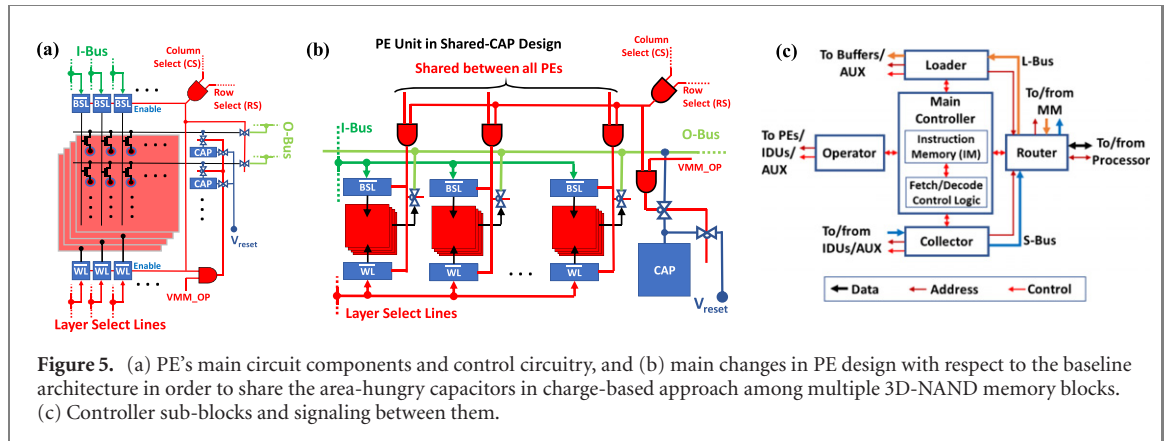 (a)
I-Bus
Column
Select (CS)
Row
Select (RS)
BSL BSL BSL
Enable
O-Bus
CAP
CAP
Vreset
WL WL WL
Enable
VMM_OP
Layer Select Lines
(b)
PE Unit in Shared-CAP Design
Shared between all PEs
Column
Select (CS)
Row
Select (RS)
I-Bus
O-Bus
VMM_OP
BSL BSL BSL
WL WL WL
CAP
Vreset
Layer Select Lines
(c)
To Buffers/
AUX
Loader
L-Bus
To/from
MM
Main
Controller
Instruction
Memory (IM)
Fetch/Decode
Control Logic
To PEs/
IDUs/
AUX
Operator
Router
To/from
Processor
To/from
IDUs/AUX
Collector
S-Bus
Data Address Control
Figure 5. (a) PE's main circuit components and control circuitry, and (b) main changes in PE design with respect to the baseline
architecture in order to share the area-hungry capacitors in charge-based approach among multiple 3D-NAND memory blocks.
(c) Controller sub-blocks and signaling between them.